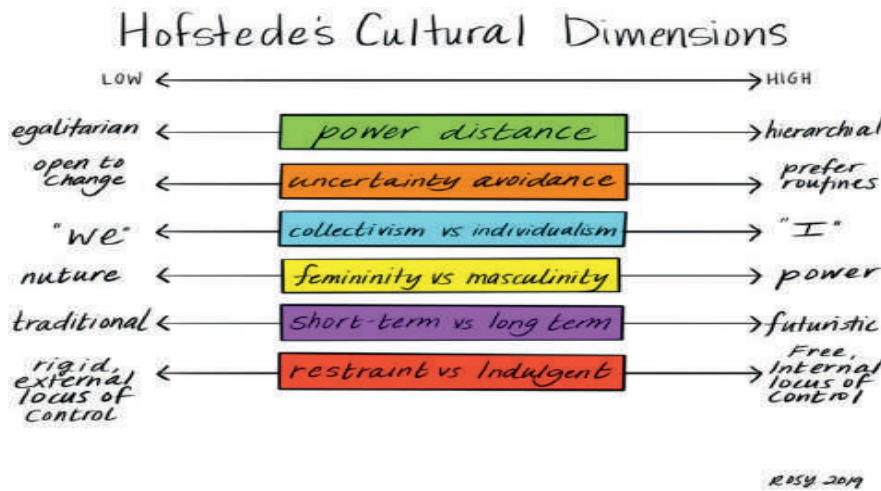 Hofstede's Cultural Dimensions
LOW HIGH
egalitarian power distance hierarchial
open to
change uncertainty avoidance prefer
routines
"we" collectivism vs individualism "I"
nuture femininity vs masculinity power
traditional short-term vs long term futuristic
rigid,
external
locus of
control restraint vs Indulgent Free,
Internal
locus of
control
ROSY 2019